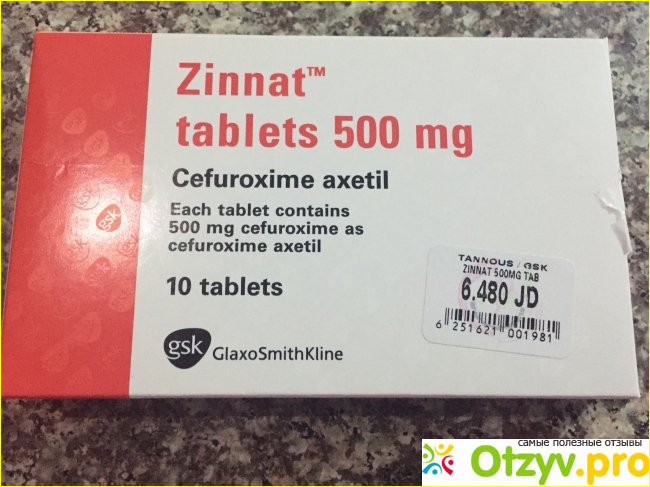 Zinnat™
tablets 500 mg
Cefuroxime axetil
Each tablet contains
500 mg cefuroxime as
cefuroxime axetil
10 tablets
gsk GlaxoSmithKline
gsk
TANNOUS / GSK
ZINNAT 500MG TAB
6.480 JD
6 251621 001981
самые полезные отзывы
Otzyv.pro